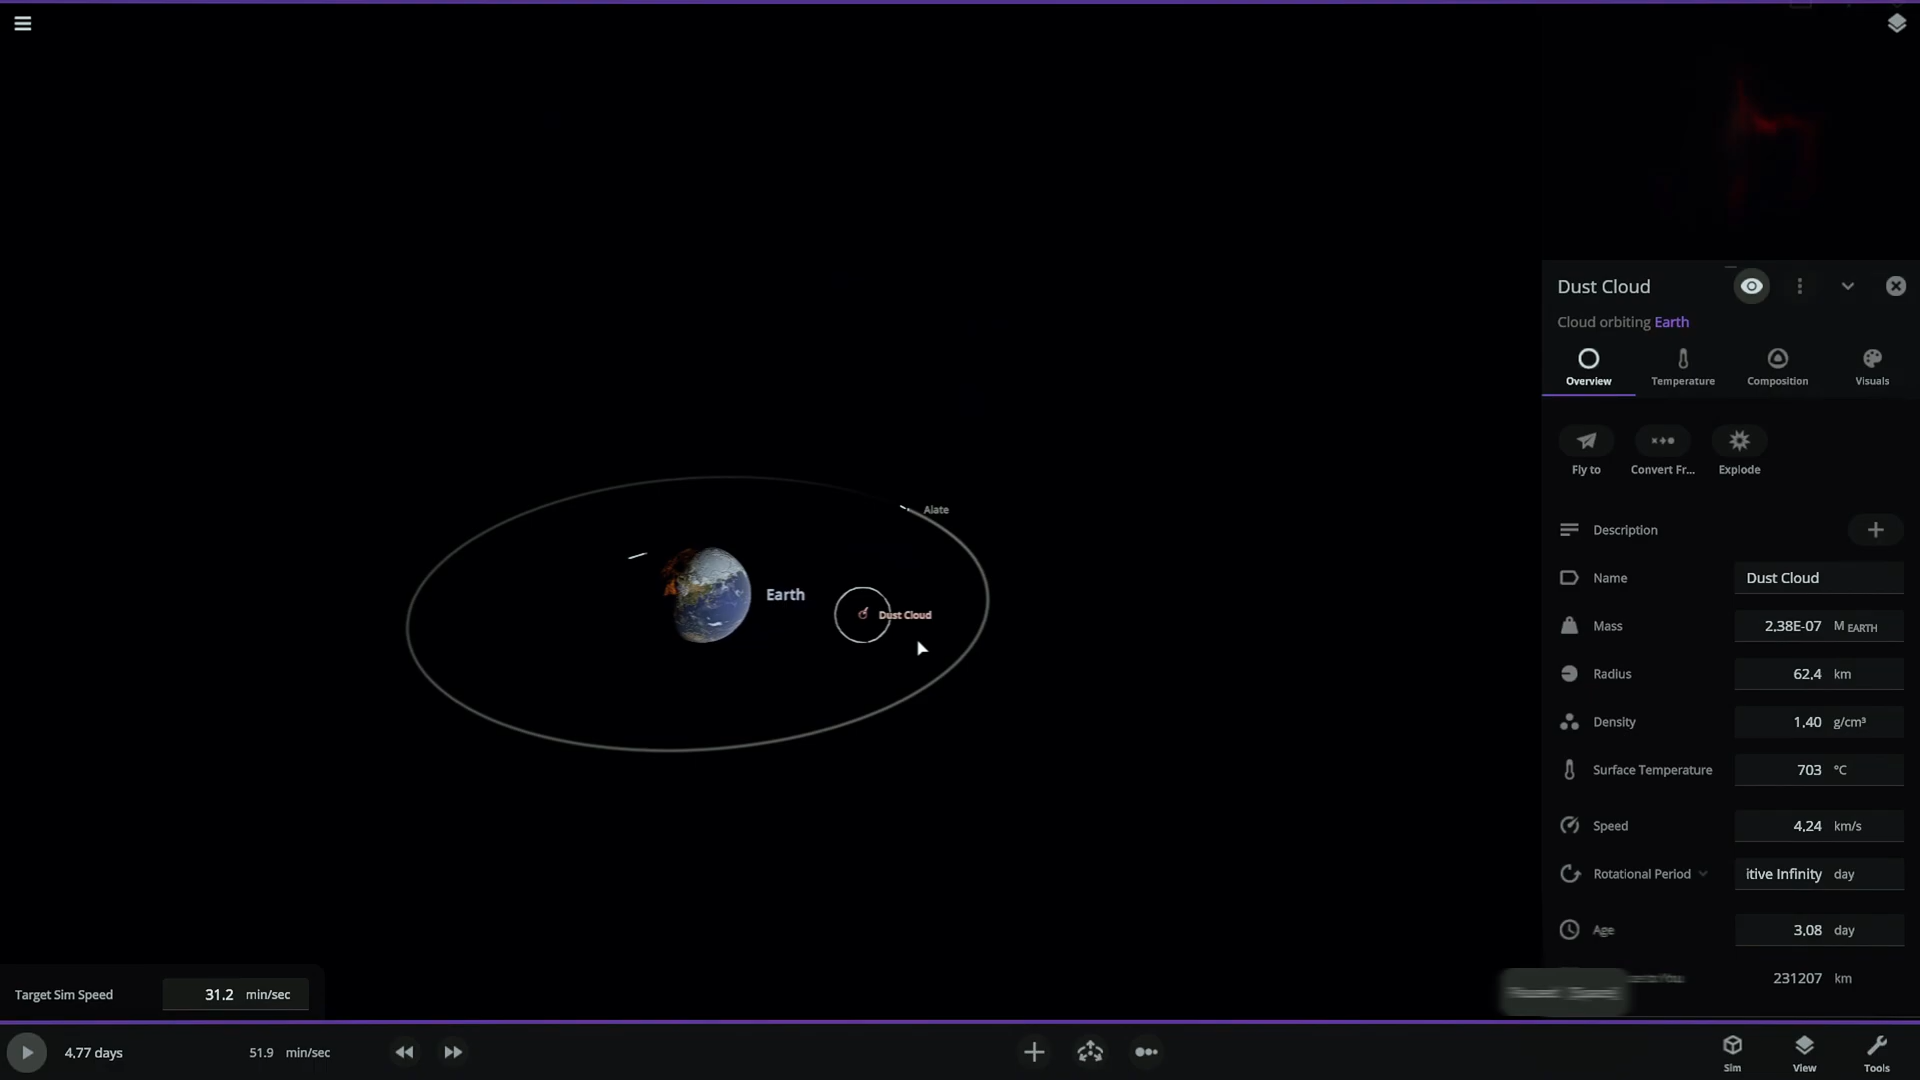 Alate
Earth
Dust Cloud
Dust Cloud
Cloud orbiting Earth
Overview
Temperature
Composition
Visuals
Fly to
Convert Fr...
Explode
Description
Name Dust Cloud
Mass 2,38E-07 M EARTH
Radius 62,4 km
Density 1,40 g/cm³
Surface Temperature 703 °C
Speed 4,24 km/s
Rotational Period itive Infinity day
Age 3,08 day
231207 km
Target Sim Speed 31.2 min/sec
4,77 days 51.9 min/sec
Sim
View
Tools